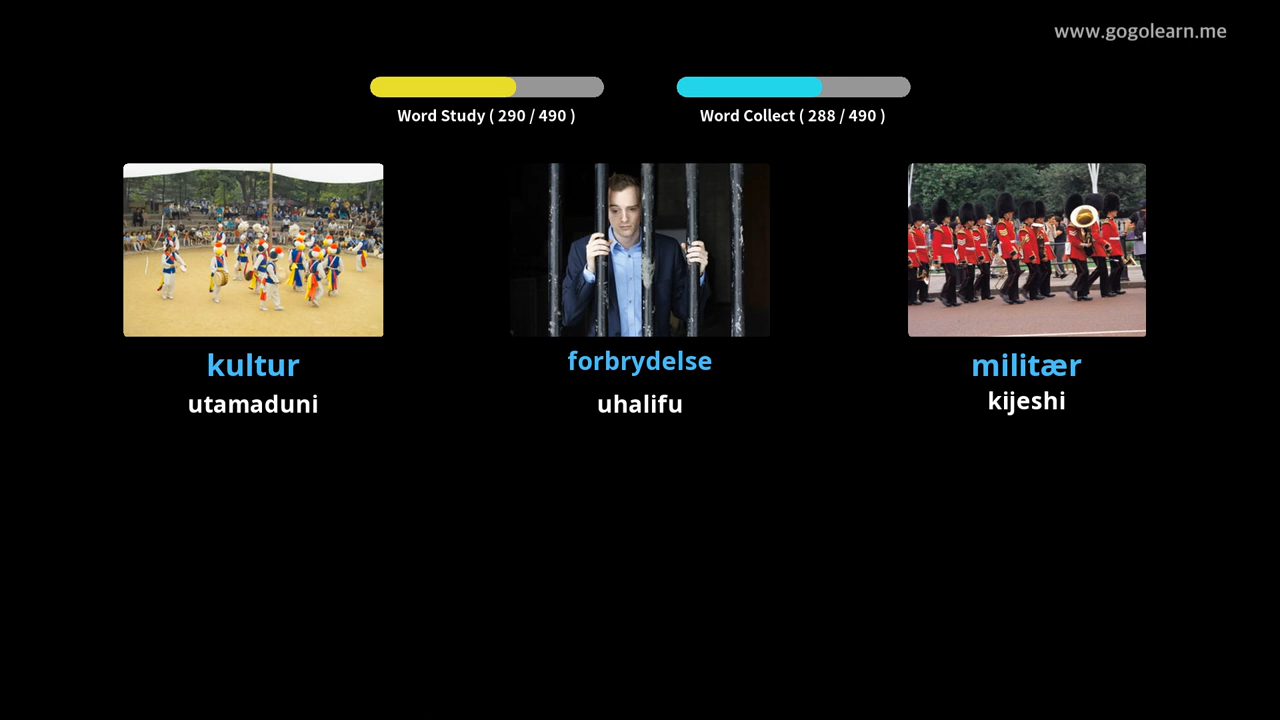 www.gogolearn.me
Word Study ( 290 / 490 )
Word Collect ( 288 / 490 )
kultur
forbrydelse
militær
utamaduni
uhalifu
kijeshi